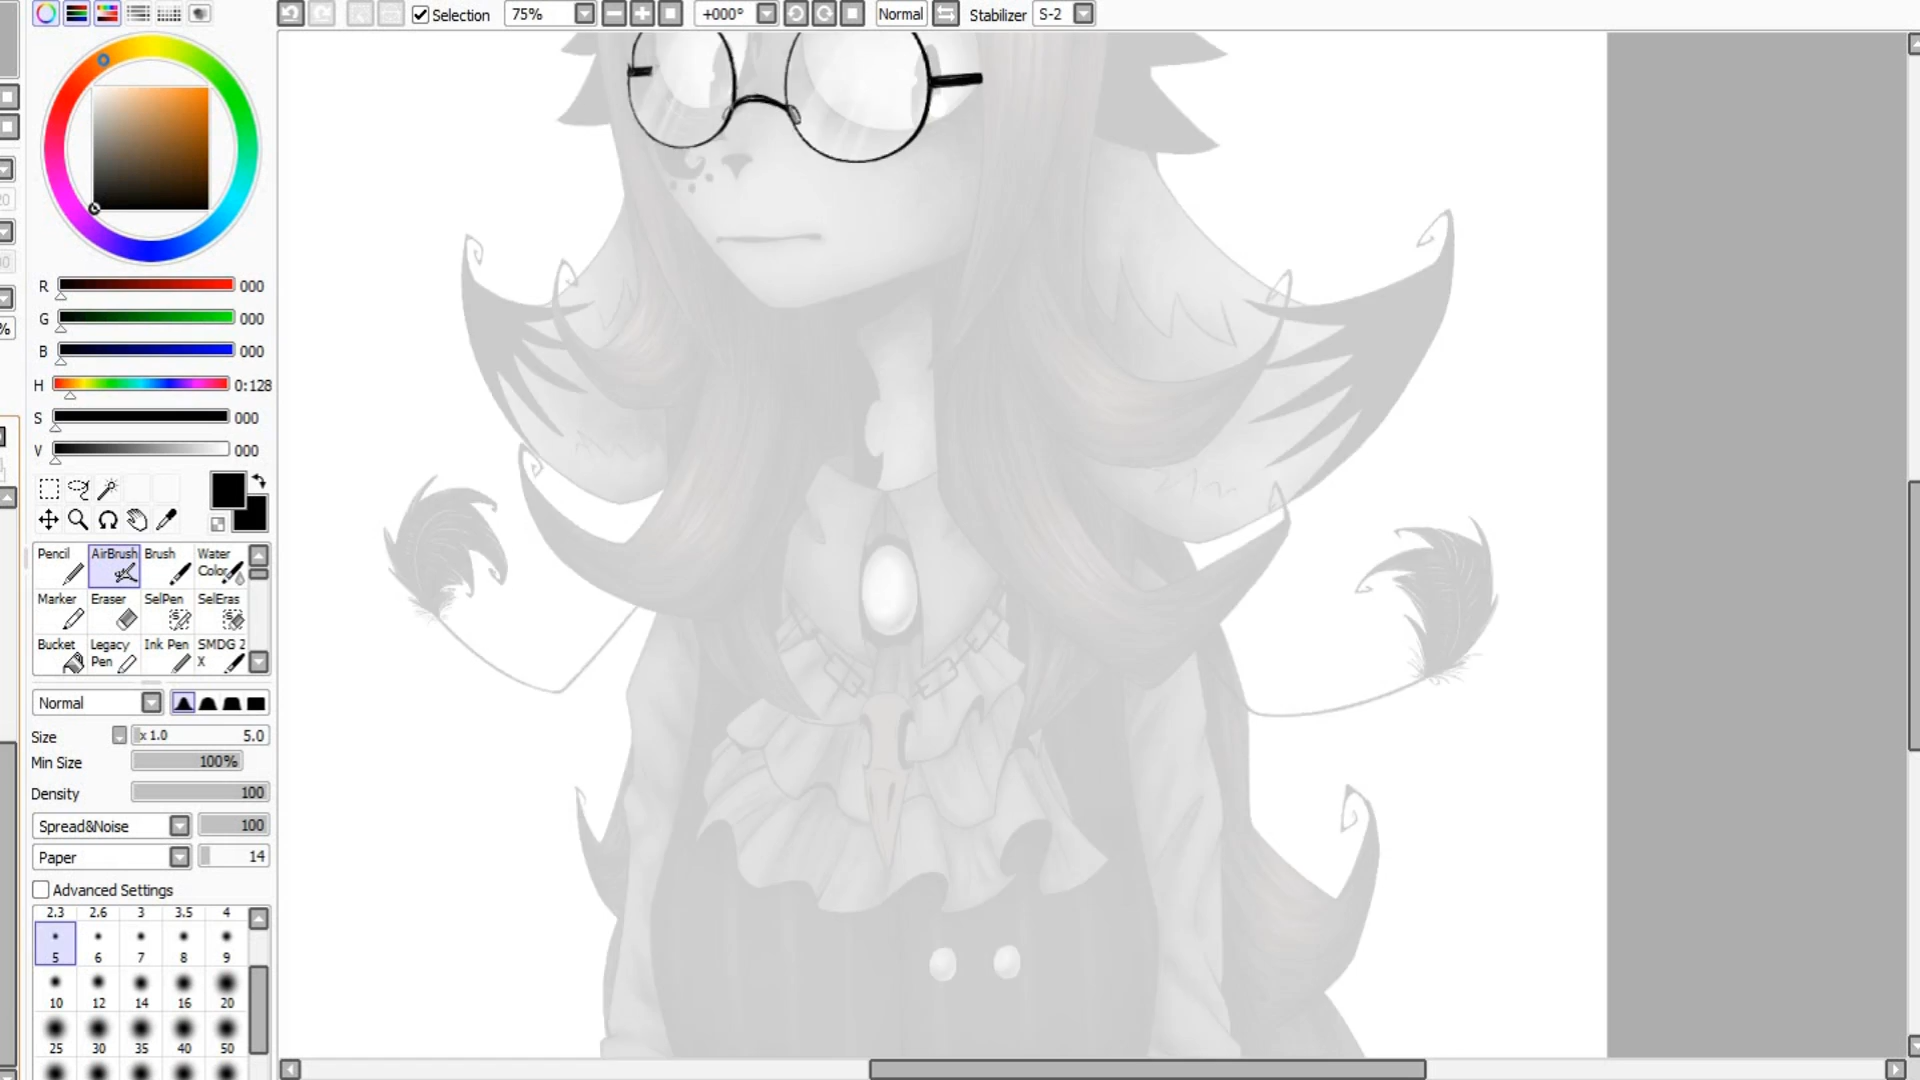 Selection 75% +000° Normal Stabilizer S-2
R 000
G 000
B 000
H 0:128
S 000
V 000
Pencil AirBrush Brush Water Color
Marker Eraser SelPen SelEras
Bucket Legacy Pen Ink Pen SMDG 2 X
Normal
Size x 1.0 5.0
Min Size 100%
Density 100
Spread&Noise 100
Paper 14
Advanced Settings
2.3 2.6 3 3.5 4
5 6 7 8 9
10 12 14 16 20
25 30 35 40 50